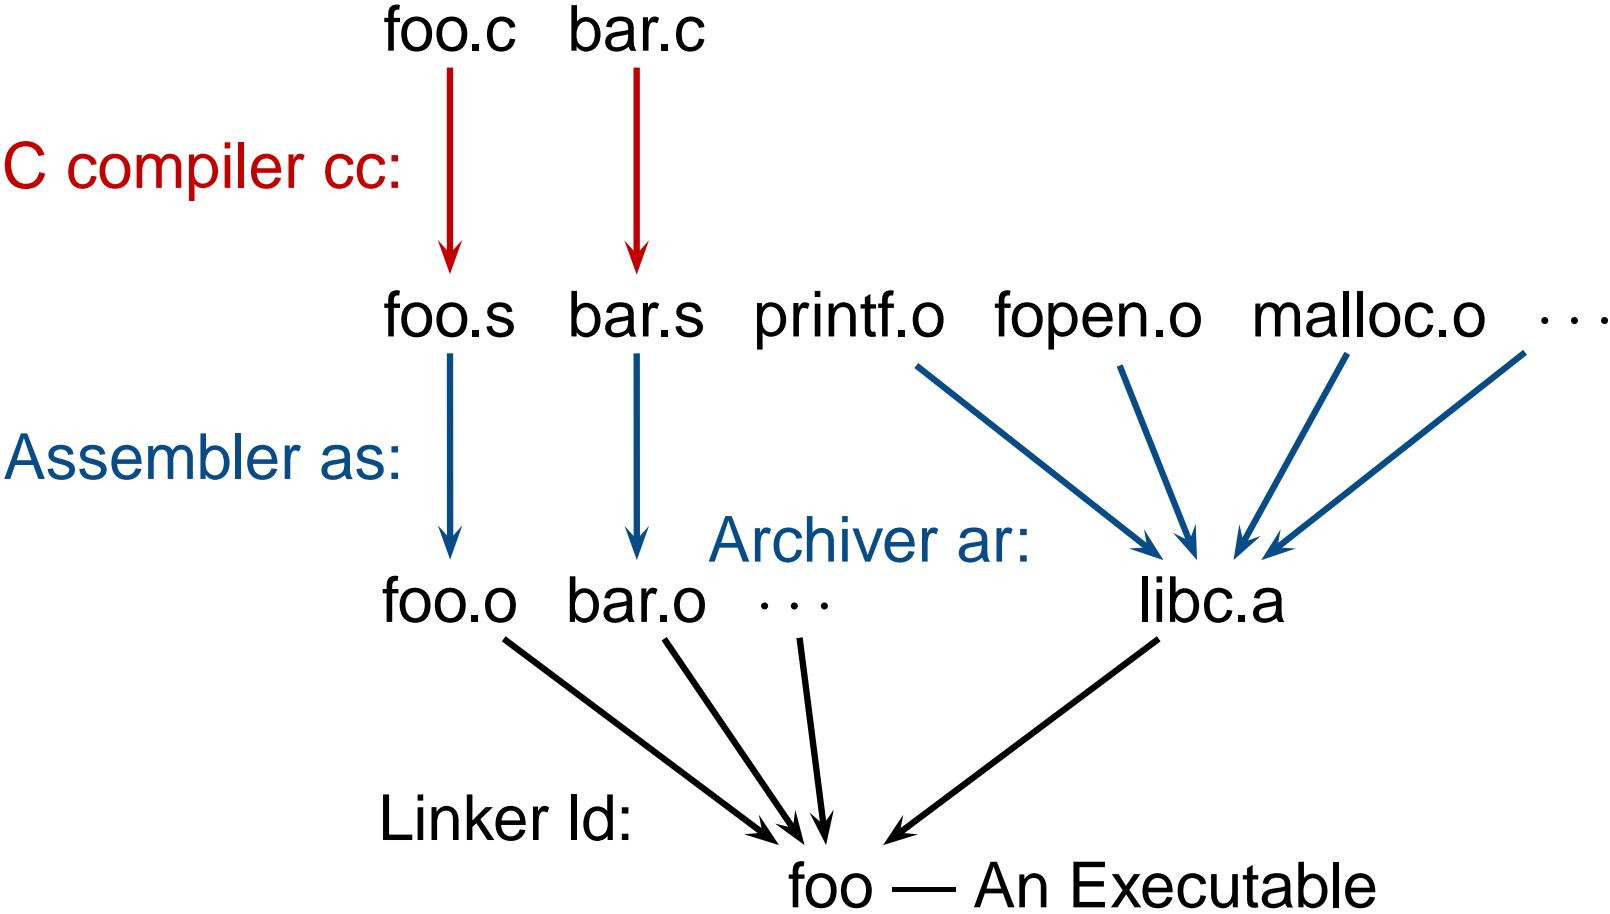 foo.c bar.c
C compiler cc:
foo.s bar.s printf.o fopen.o malloc.o · · ·
Assembler as:
Archiver ar:
foo.o bar.o · · · libc.a
Linker ld:
foo — An Executable